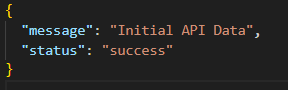 {
  "message": "Initial API Data",
  "status": "success"
}